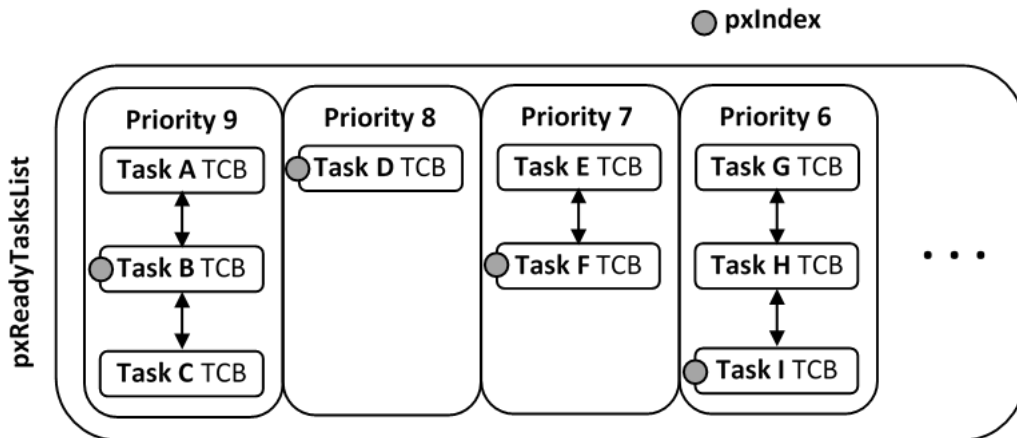 pxIndex
pxReadyTasksList
Priority 9
Task A TCB
Task B TCB
Task C TCB
Priority 8
Task D TCB
Priority 7
Task E TCB
Task F TCB
Priority 6
Task G TCB
Task H TCB
Task I TCB
. . .